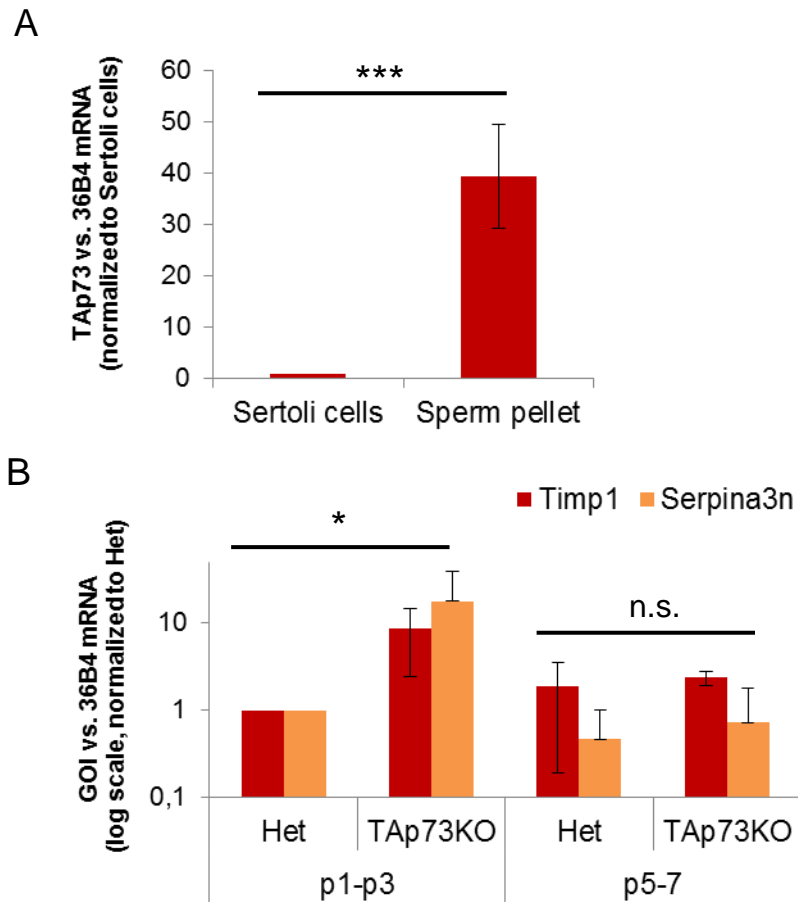 A
TAp73 vs. 36B4 mRNA
(normalized to Sertoli cells)
60
50
40
30
20
10
0
***
Sertoli cells
Sperm pellet
B
Timp1
Serpina3n
GOI vs. 36B4 mRNA
(log scale, normalized to Het)
10
1
0,1
*
n.s.
Het
TAp73KO
Het
TAp73KO
p1-p3
p5-7